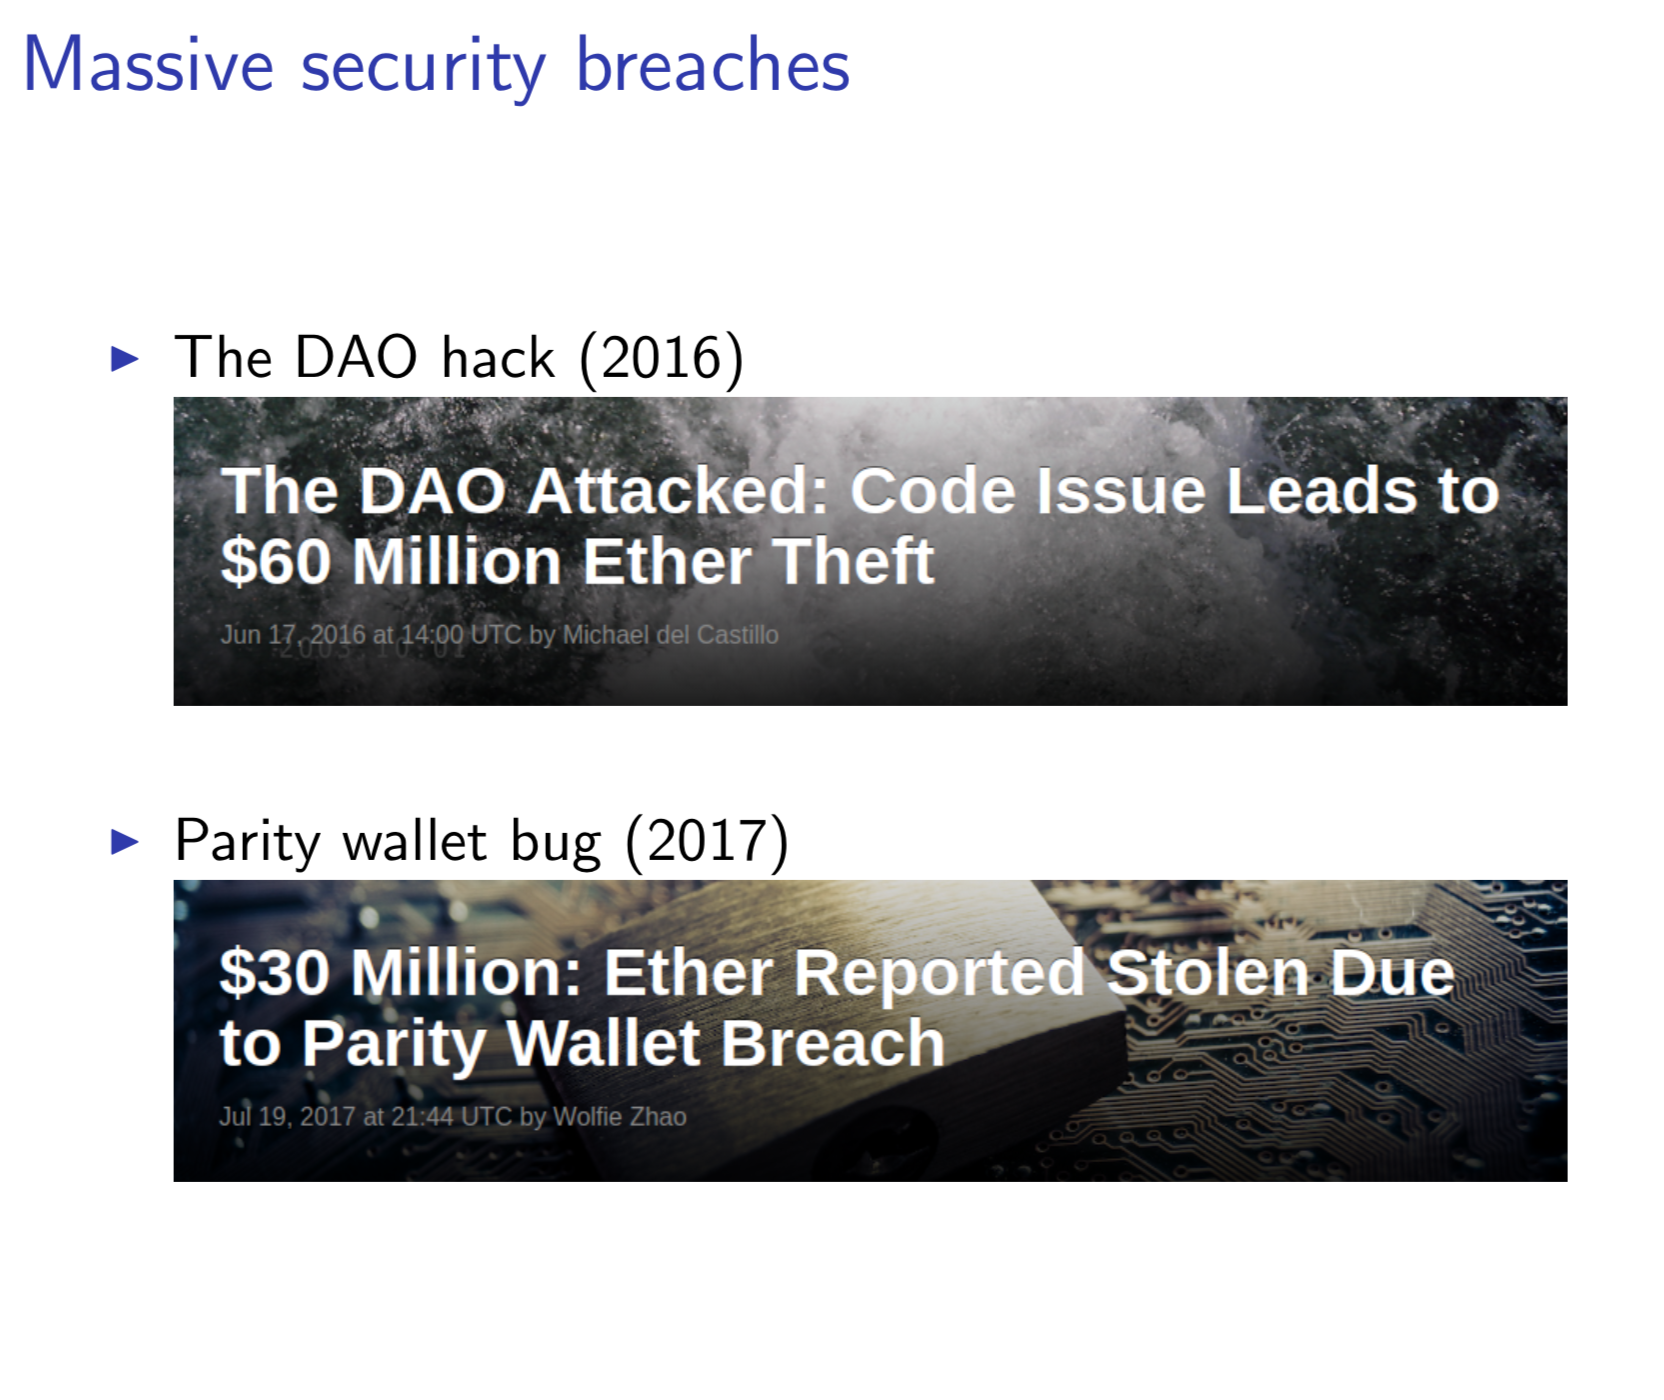 Massive security breaches
The DAO hack (2016)
The DAO Attacked: Code Issue Leads to
$60 Million Ether Theft
Jun 17, 2016 at 14:00 UTC by Michael del Castillo
Parity wallet bug (2017)
$30 Million: Ether Reported Stolen Due
to Parity Wallet Breach
Jul 19, 2017 at 21:44 UTC by Wolfie Zhao